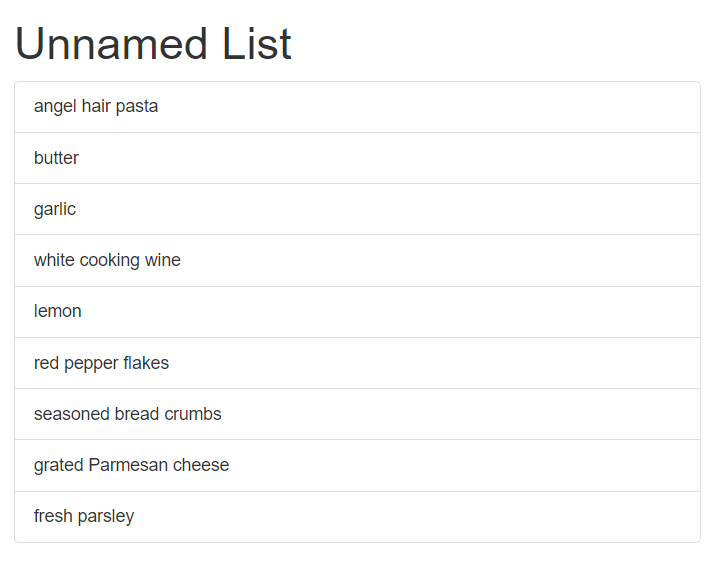 Unnamed List
angel hair pasta
butter
garlic
white cooking wine
lemon
red pepper flakes
seasoned bread crumbs
grated Parmesan cheese
fresh parsley